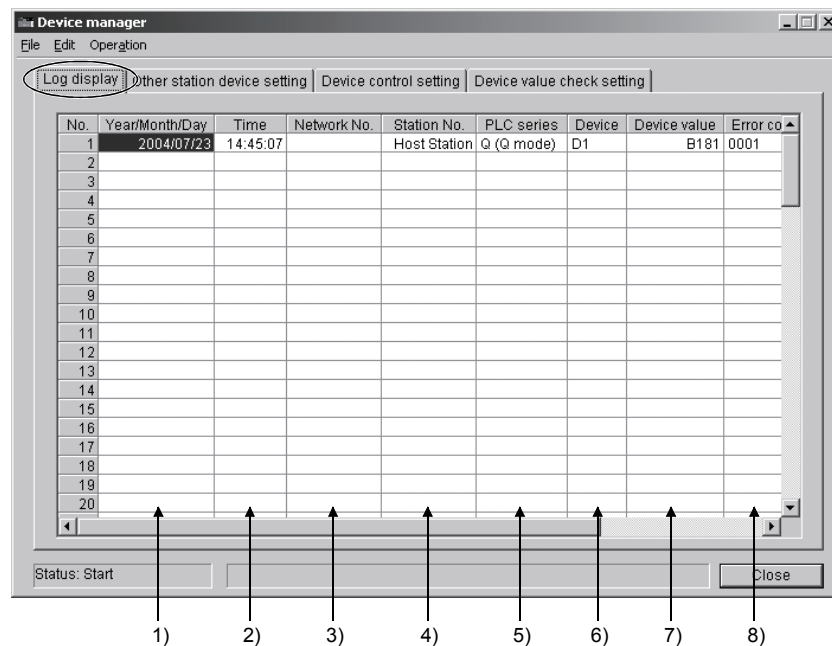 Device manager
File Edit Operation
Log display Other station device setting Device control setting Device value check setting
No. Year/Month/Day Time Network No. Station No. PLC series Device Device value Error co
1 2004/07/23 14:45:07 Host Station Q (Q mode) D1 B181 0001
2
3
4
5
6
7
8
9
10
11
12
13
14
15
16
17
18
19
20
Status: Start Close
1) 2) 3) 4) 5) 6) 7) 8)